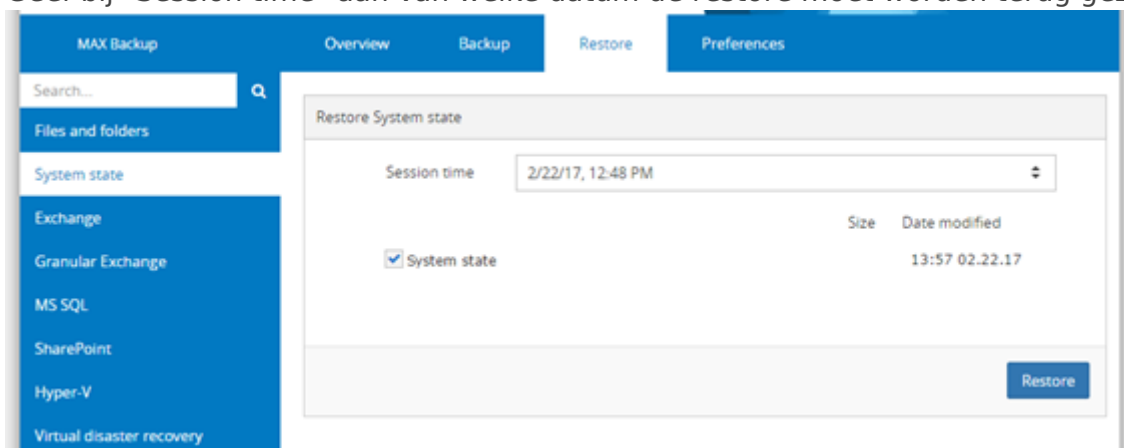 MAX Backup
Overview Backup Restore Preferences
Search...
Files and folders
System state
Exchange
Granular Exchange
MS SQL
SharePoint
Hyper-V
Virtual disaster recovery
Restore System state
Session time 2/22/17, 12:48 PM
Size Date modified
System state 13:57 02.22.17
Restore